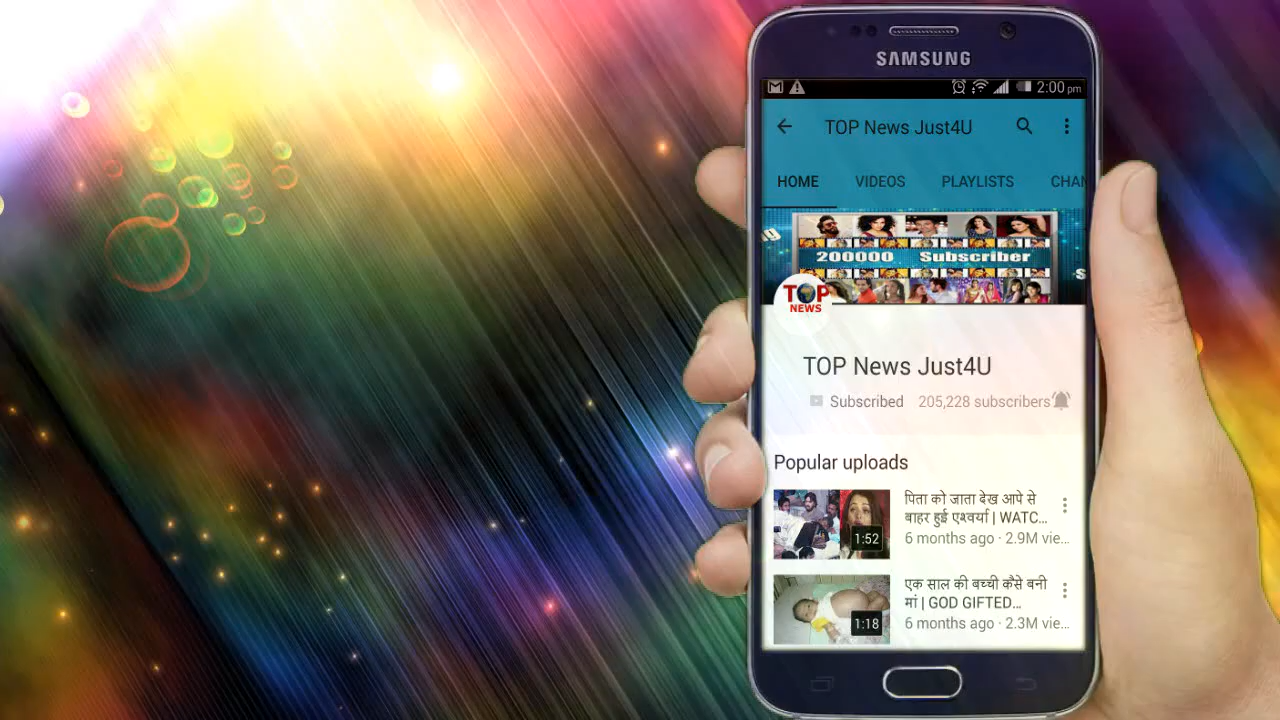 SAMSUNG
2:00 pm
TOP News Just4U
HOME VIDEOS PLAYLISTS CHAN
200000 Subscriber
TOP
NEWS
TOP News Just4U
Subscribed 205,228 subscribers
Popular uploads
पिता को जाता देख आपे से
बाहर हुई एश्वर्या | WATC...
6 months ago · 2.9M vie...
1:52
एक साल की बच्ची कैसे बनी
मां | GOD GIFTED...
6 months ago · 2.3M vie...
1:18